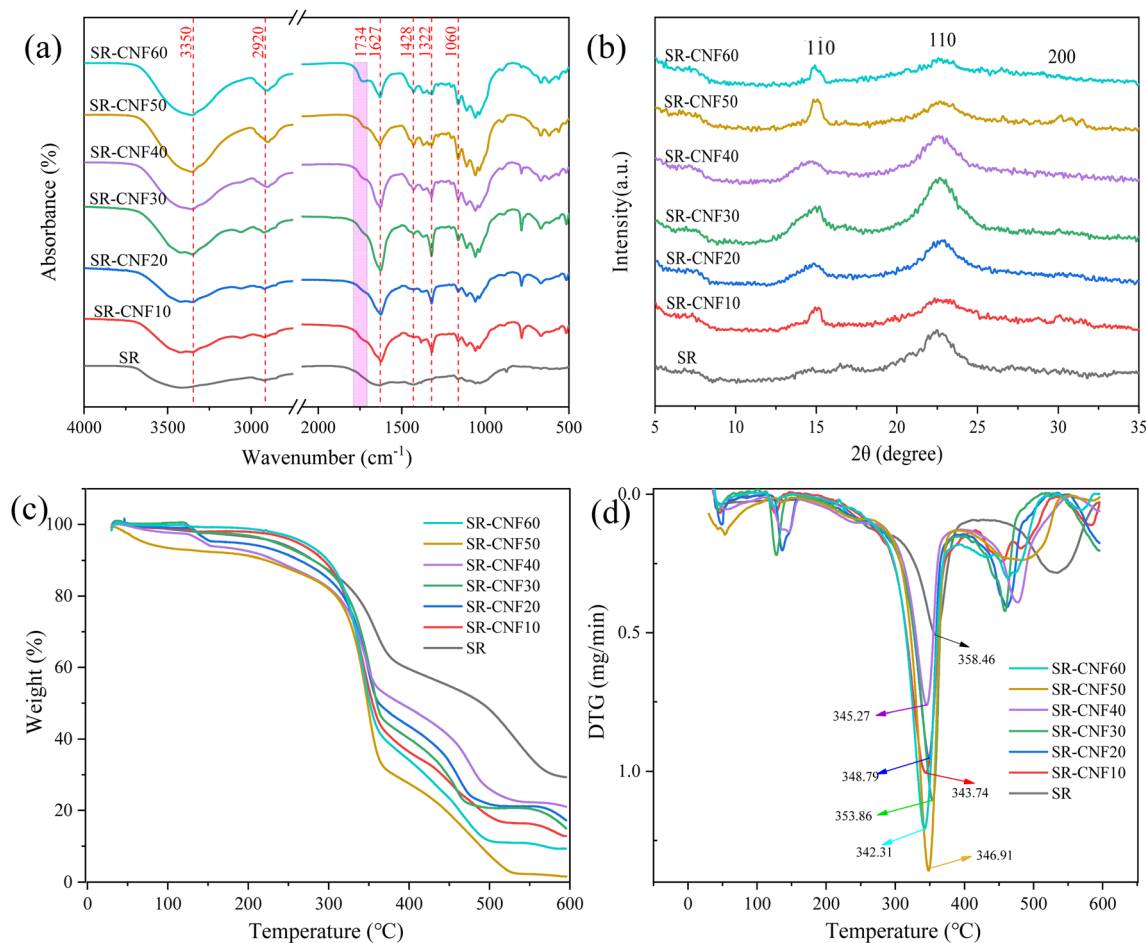 (a)
3350
2920
1734
1627
1428
1322
1060
SR-CNF60
SR-CNF50
SR-CNF40
SR-CNF30
SR-CNF20
SR-CNF10
SR
Absorbance (%)
4000 3500 3000 2000 1500 1000 500
Wavenumber (cm⁻¹)
(b)
110
110
200
SR-CNF60
SR-CNF50
SR-CNF40
SR-CNF30
SR-CNF20
SR-CNF10
SR
Intensity(a.u.)
5 10 15 20 25 30 35
2θ (degree)
(c)
SR-CNF60
SR-CNF50
SR-CNF40
SR-CNF30
SR-CNF20
SR-CNF10
SR
Weight (%)
100
80
60
40
20
0
0 100 200 300 400 500 600
Temperature (℃)
(d)
0.0
0.5
1.0
DTG (mg/min)
358.46
345.27
348.79
343.74
353.86
342.31
346.91
SR-CNF60
SR-CNF50
SR-CNF40
SR-CNF30
SR-CNF20
SR-CNF10
SR
0 100 200 300 400 500 600
Temperature (℃)